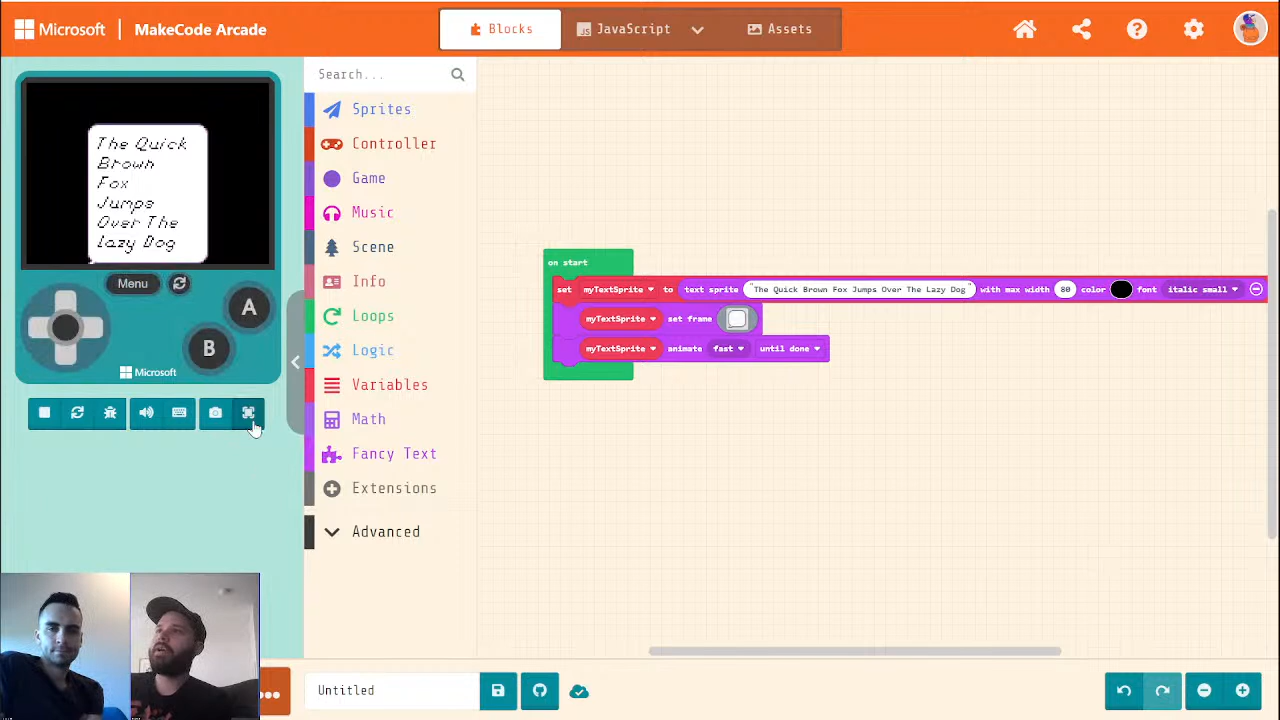 Microsoft
MakeCode Arcade
Blocks
JavaScript
Assets
The Quick
Brown
Fox
Jumps
Over The
Lazy Dog
Menu
A
B
Microsoft
Search...
Sprites
Controller
Game
Music
Scene
Info
Loops
Logic
Variables
Math
Fancy Text
Extensions
Advanced
on start
set myTextSprite to text sprite "The Quick Brown Fox Jumps Over The Lazy Dog" with max width 80 color font italic small
myTextSprite set frame
myTextSprite animate fast until done
Untitled